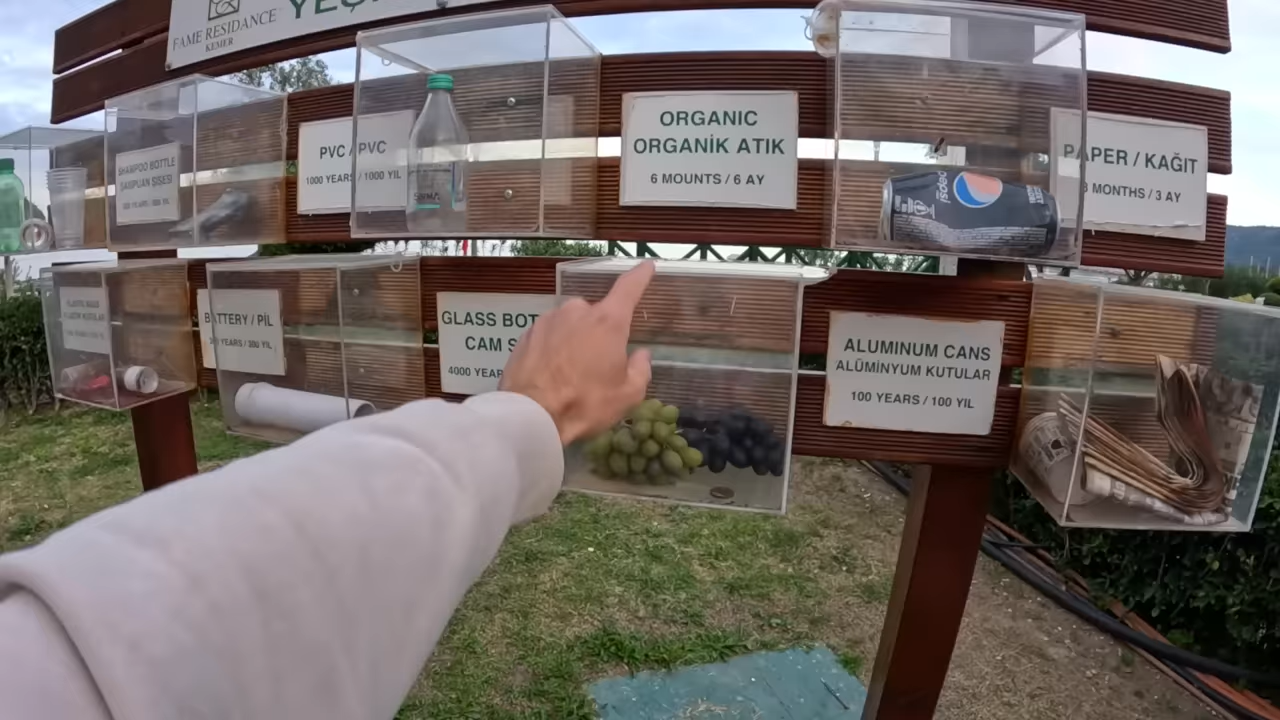 FAME RESIDANCE
KEMER
SHAMPOO BOTTLE
ŞAMPUAN ŞİŞESİ
PVC / PVC
1000 YEARS / 1000 YIL
ORGANIC
ORGANİK ATIK
6 MOUNTS / 6 AY
pepsi
PAPER / KAĞIT
3 MONTHS / 3 AY
BATTERY / PİL
YEARS / 300 YIL
GLASS BOT
CAM Ş
4000 YEAR
ALUMINUM CANS
ALÜMİNYUM KUTULAR
100 YEARS / 100 YIL